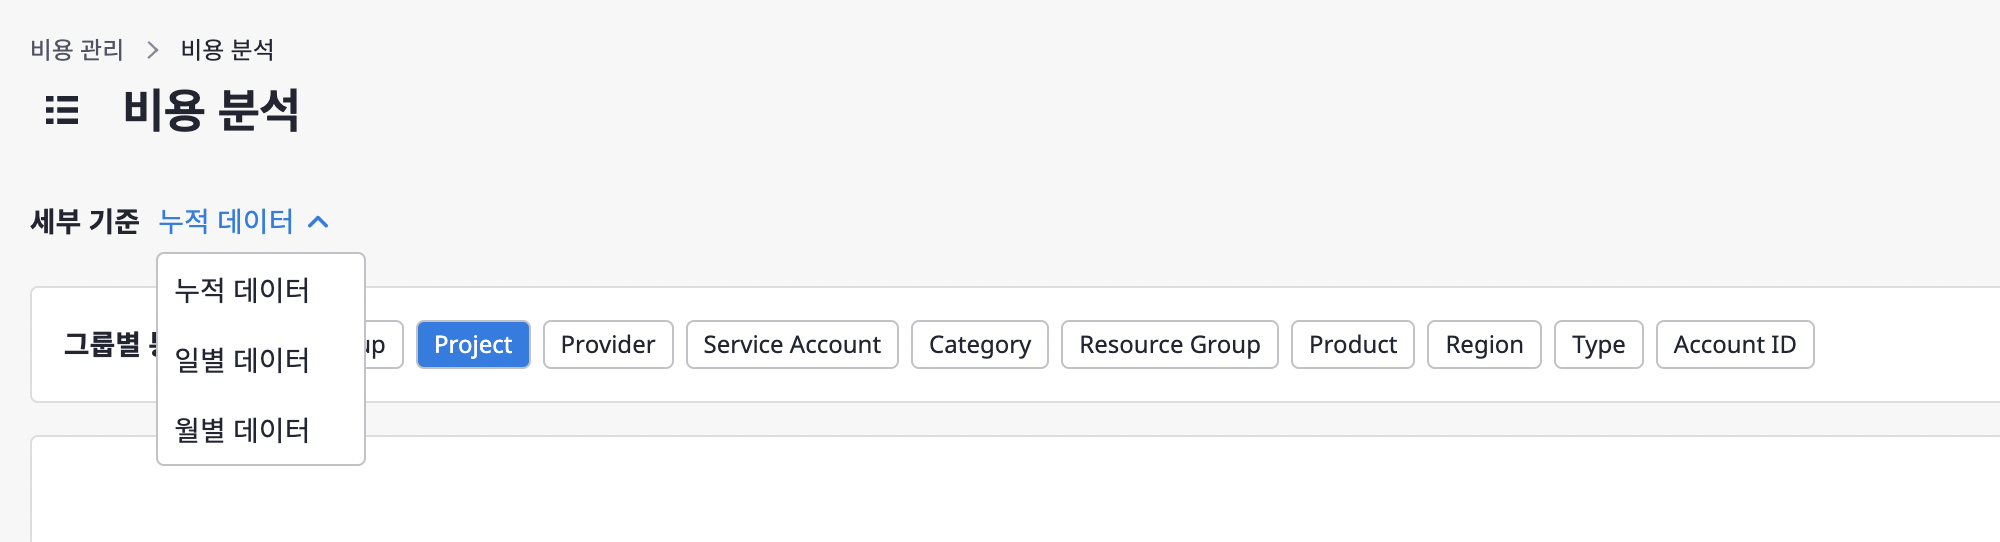 비용 관리 > 비용 분석
비용 분석
세부 기준 누적 데이터
누적 데이터
일별 데이터
월별 데이터
그룹별 Project Provider Service Account Category Resource Group Product Region Type Account ID